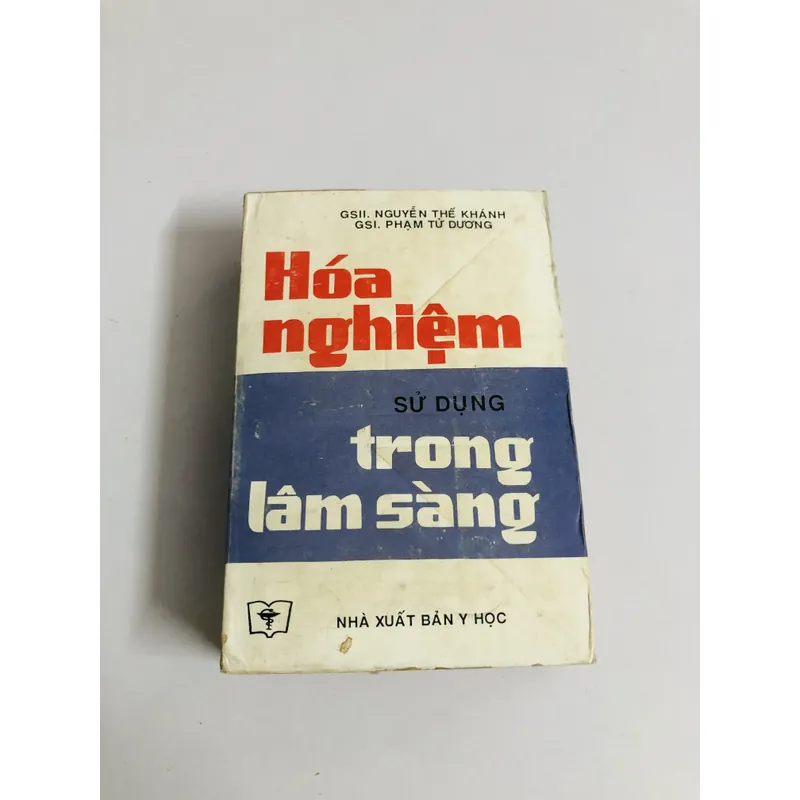 GSII. NGUYỄN THẾ KHÁNH
GSI. PHẠM TỬ DƯƠNG
Hóa
nghiệm
SỬ DỤNG
trong
lâm sàng
NHÀ XUẤT BẢN Y HỌC